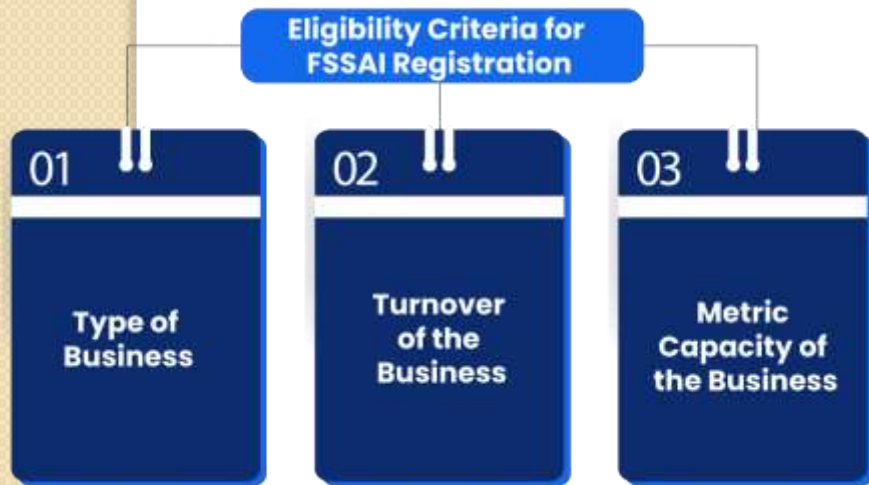 Eligibility Criteria for
FSSAI Registration
01
Type of
Business
02
Turnover
of the
Business
03
Metric
Capacity of
the Business